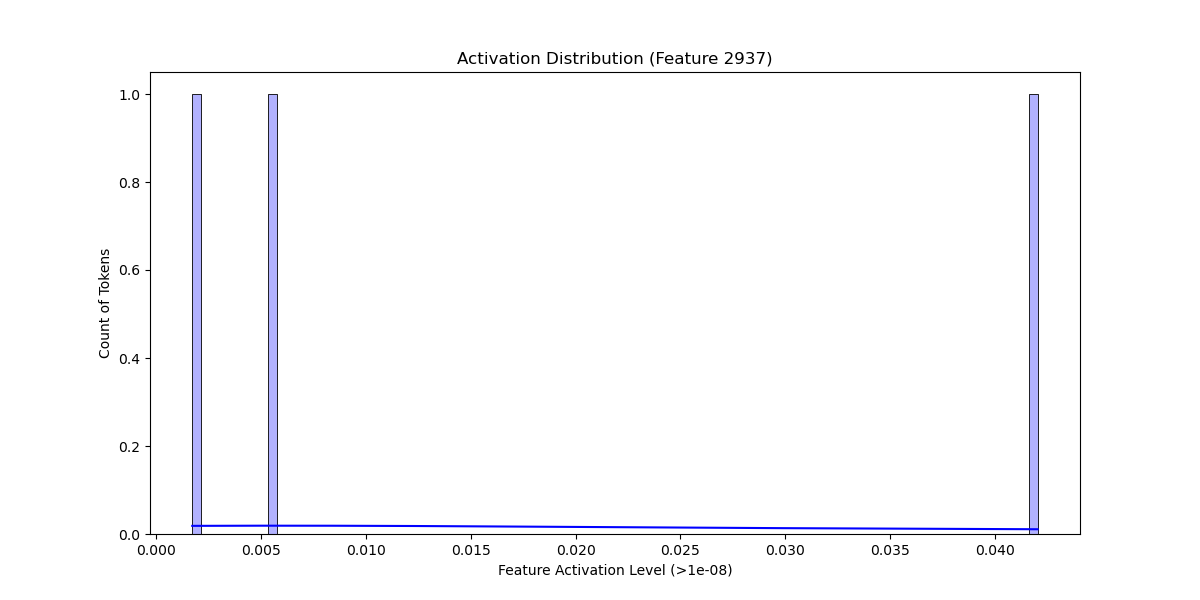 Activation Distribution (Feature 2937)
Count of Tokens
1.0
0.8
0.6
0.4
0.2
0.0
0.000 0.005 0.010 0.015 0.020 0.025 0.030 0.035 0.040
Feature Activation Level (>1e-08)